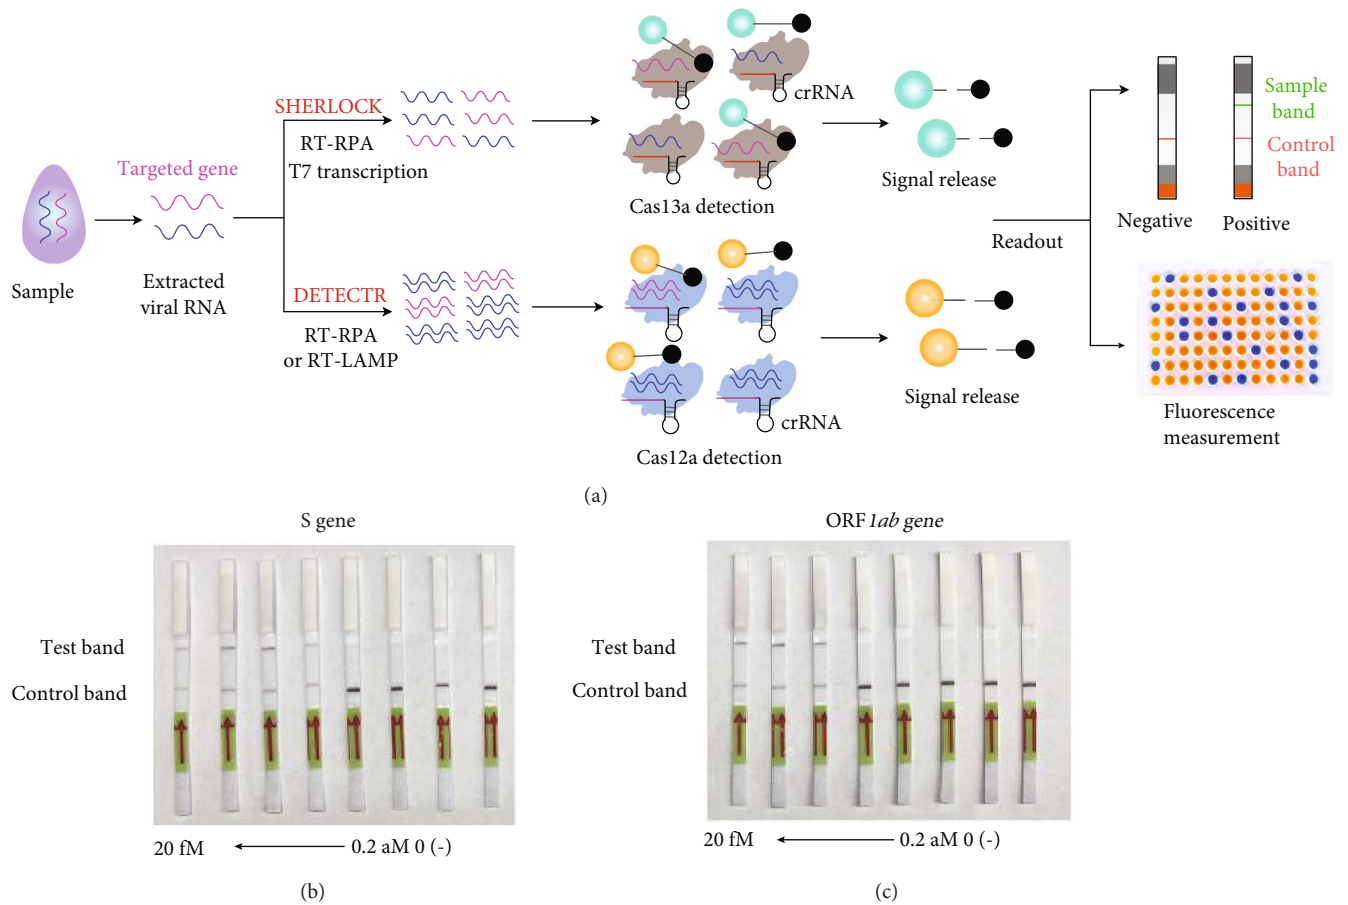 Sample
Targeted gene
Extracted
viral RNA
SHERLOCK
RT-RPA
T7 transcription
DETECTR
RT-RPA
or RT-LAMP
crRNA
Cas13a detection
crRNA
Cas12a detection
Signal release
Signal release
Readout
Sample
band
Control
band
Negative
Positive
Fluorescence
measurement
(a)
S gene
Test band
Control band
20 fM
0.2 aM 0 (-)
(b)
ORF1ab gene
Test band
Control band
20 fM
0.2 aM 0 (-)
(c)